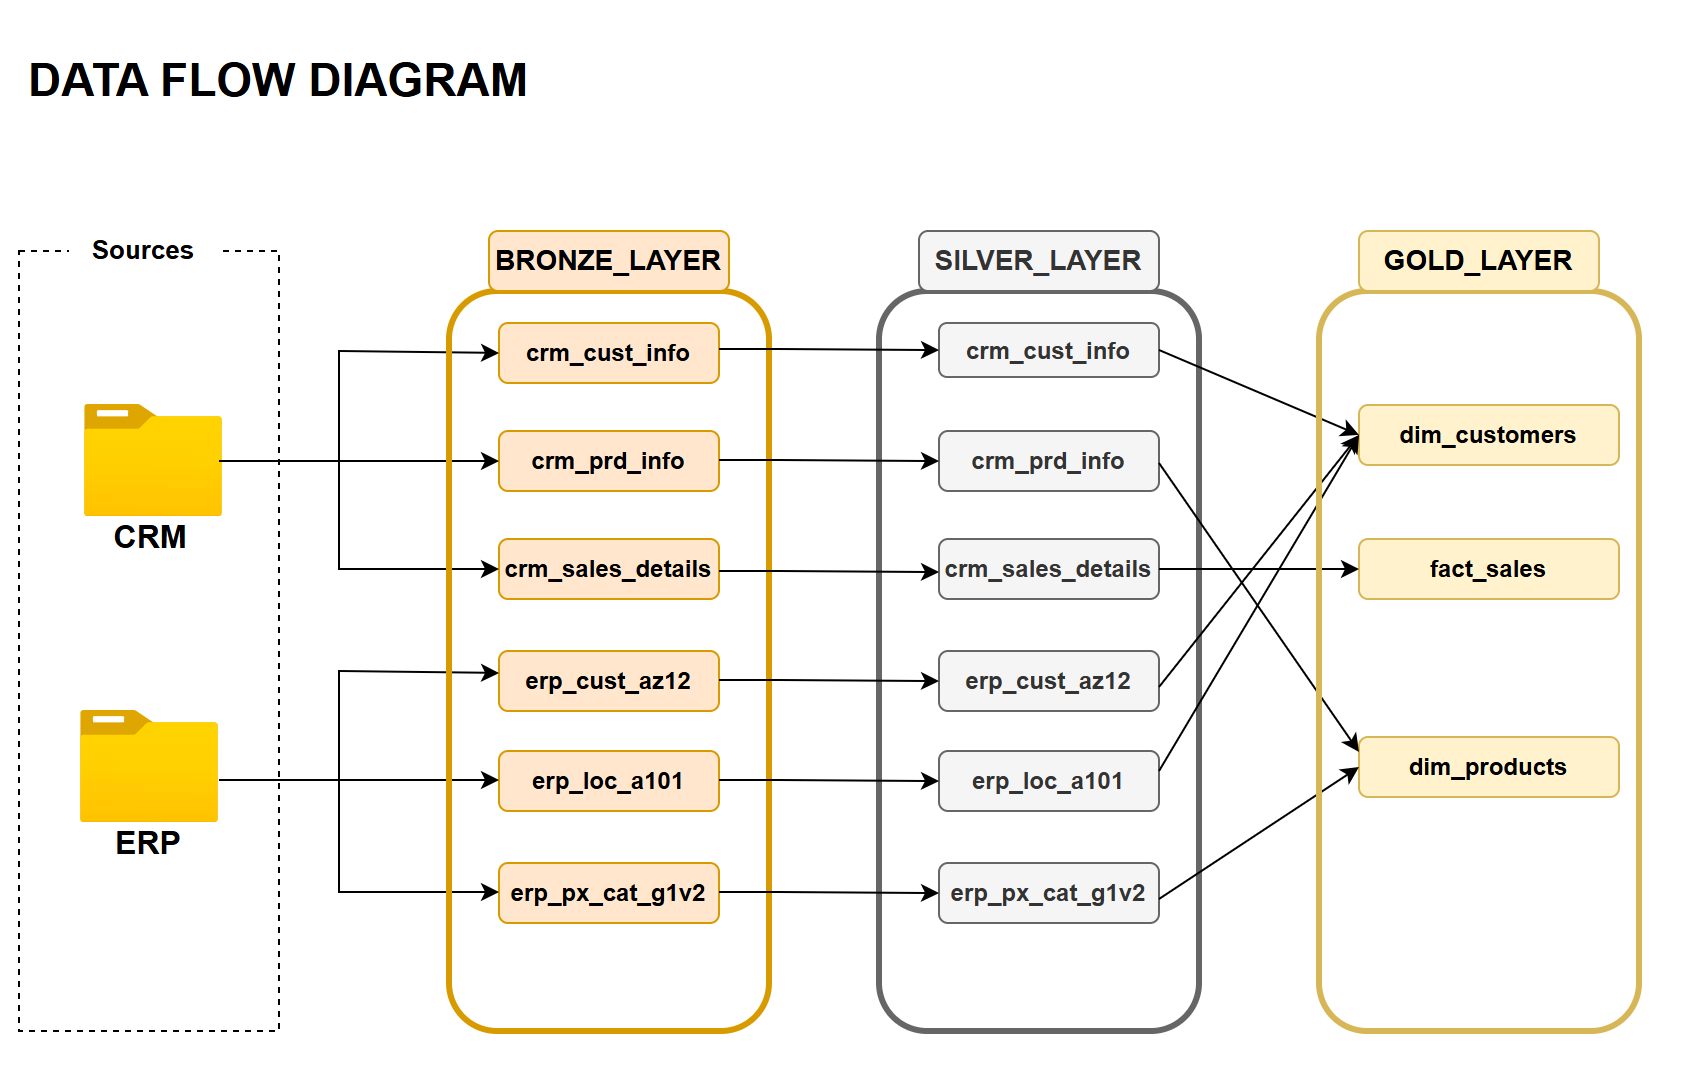 DATA FLOW DIAGRAM
Sources
CRM
ERP
BRONZE_LAYER
crm_cust_info
crm_prd_info
crm_sales_details
erp_cust_az12
erp_loc_a101
erp_px_cat_g1v2
SILVER_LAYER
crm_cust_info
crm_prd_info
crm_sales_details
erp_cust_az12
erp_loc_a101
erp_px_cat_g1v2
GOLD_LAYER
dim_customers
fact_sales
dim_products